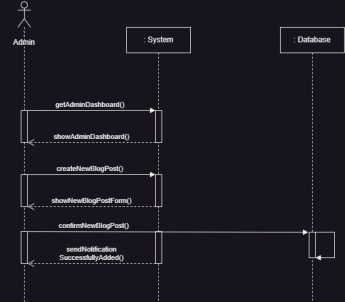 Admin
: System
: Database
getAdminDashboard()
showAdminDashboard()
createNewBlogPost()
showNewBlogPostForm()
confirmNewBlogPost()
sendNotification
SuccessfullyAdded()